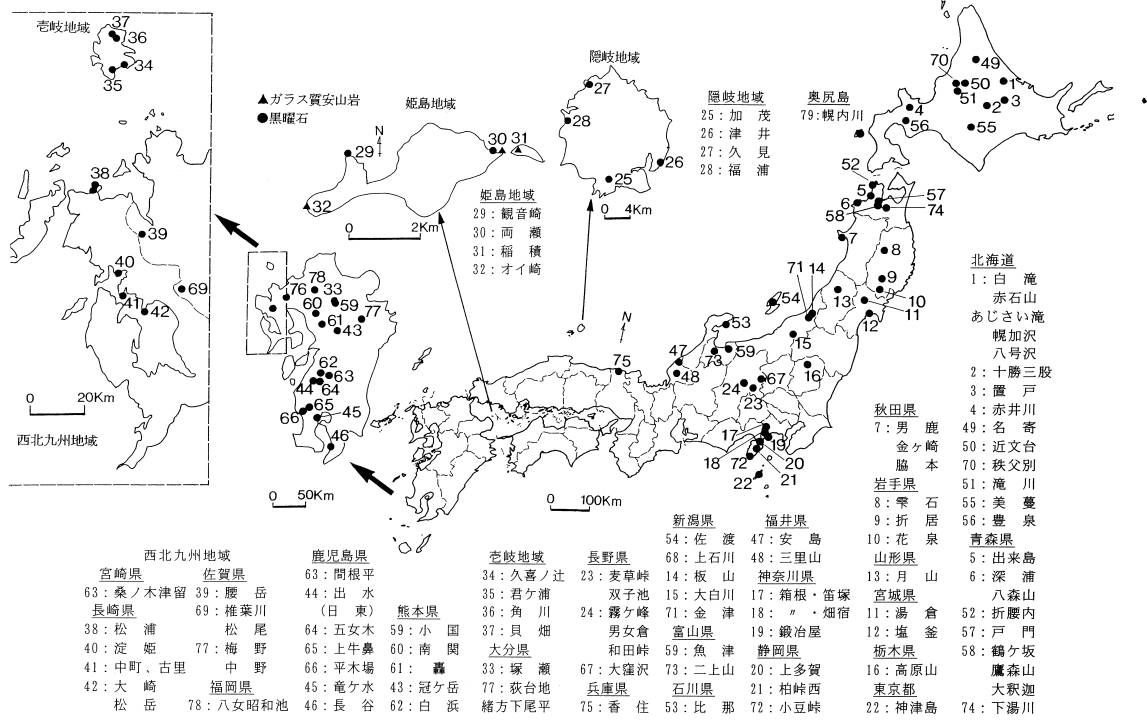 壱岐地域
37
36
34
35
38
39
40
41
42
69
20Km
西北九州地域
▲ガラス質安山岩
●黒曜石
姫島地域
N
29
30
31
32
2Km
姫島地域
29：観音崎
30：両　瀬
31：稲　積
32：オイ崎
隠岐地域
27
28
25
26
4Km
隠岐地域
25：加　茂
26：津　井
27：久　見
28：福　浦
奥尻島
79：幌内川
70
49
50
51
1
2
3
4
56
55
52
5
6
57
58
74
7
8
9
10
11
12
13
14
71
15
16
54
53
59
73
47
48
67
24
23
17
18
19
72
20
21
22
75
N
76
78
33
60
59
77
61
43
62
63
44
64
65
66
45
46
50Km
100Km
北海道
1：白　滝
赤石山
あじさい滝
幌加沢
八号沢
2：十勝三股
3：置　戸
4：赤井川
49：名　寄
50：近文台
70：秩父別
51：滝　川
55：美　蔓
56：豊　泉
青森県
5：出来島
6：深　浦
八森山
52：折腰内
57：戸　門
58：鶴ケ坂
鷹森山
大釈迦
74：下湯川
秋田県
7：男　鹿
金ヶ崎
脇　本
岩手県
8：雫　石
9：折　居
10：花　泉
山形県
13：月　山
宮城県
11：湯　倉
12：塩　釜
栃木県
16：高原山
東京都
22：神津島
福井県
47：安　島
48：三里山
神奈川県
17：箱根・笛塚
18：　〃　・畑宿
19：鍛冶屋
静岡県
20：上多賀
21：柏峠西
72：小豆峠
新潟県
54：佐　渡
68：上石川
14：板　山
15：大白川
71：金　津
富山県
59：魚　津
73：二上山
石川県
53：比　那
長野県
23：麦草峠
双子池
24：霧ケ峰
男女倉
和田峠
67：大窪沢
兵庫県
75：香　住
壱岐地域
34：久喜ノ辻
35：君ケ浦
36：角　川
37：貝　畑
大分県
33：塚　瀬
77：荻台地
緒方下尾平
熊本県
59：小　国
60：南　関
61：　轟
43：冠ケ岳
62：白　浜
鹿児島県
63：間根平
44：出　水
（日　東）
64：五女木
65：上牛鼻
66：平木場
45：竜ケ水
46：長　谷
西北九州地域
佐賀県
39：腰　岳
69：椎葉川
松　尾
77：梅　野
中　野
福岡県
78：八女昭和池
宮崎県
63：桑ノ木津留
長崎県
38：松　浦
40：淀　姫
41：中町、古里
42：大　崎
松　岳